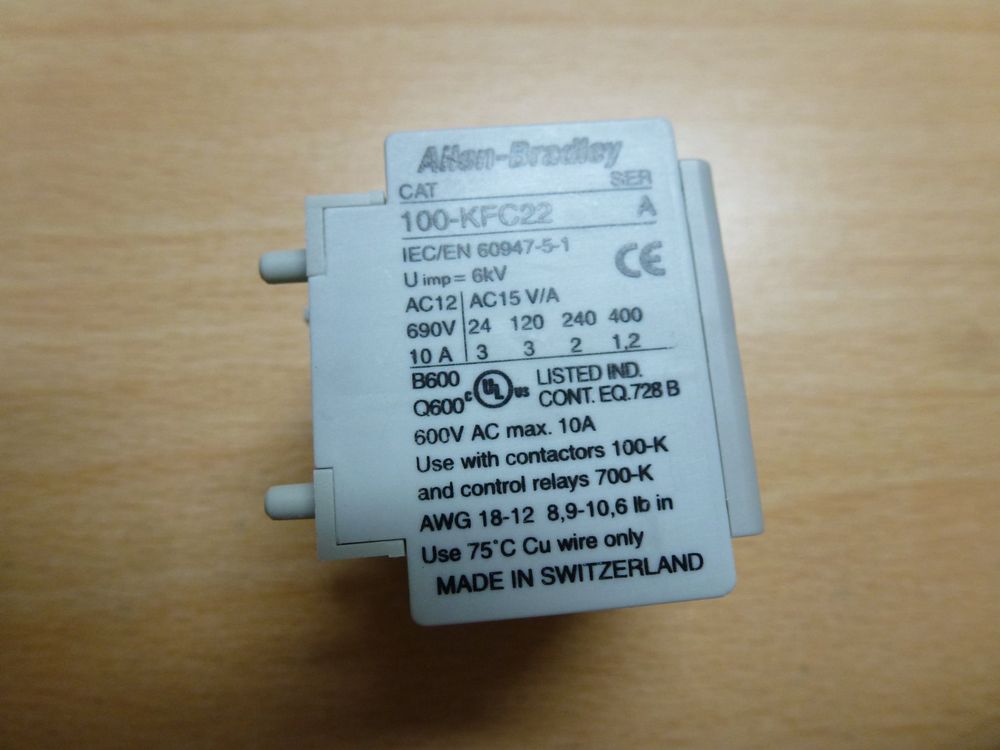 Allen-Bradley
CAT SER
100-KFC22 A
IEC/EN 60947-5-1
U imp = 6kV
CE
AC12 AC15 V/A
690V 24 120 240 400
10 A 3 3 2 1,2
B600 LISTED IND.
Q600 c UL us CONT. EQ.728 B
600V AC max. 10A
Use with contactors 100-K
and control relays 700-K
AWG 18-12 8,9-10,6 lb in
Use 75°C Cu wire only
MADE IN SWITZERLAND